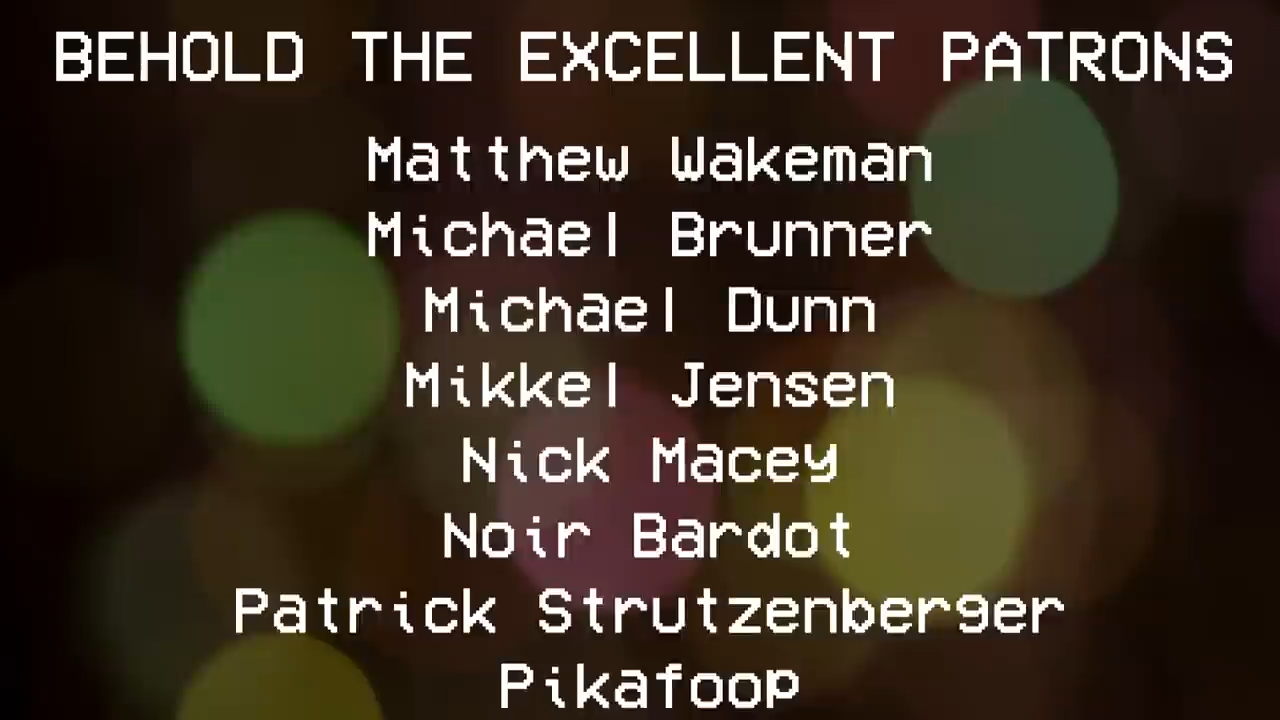 BEHOLD THE EXCELLENT PATRONS
Matthew Wakeman
Michael Brunner
Michael Dunn
Mikkel Jensen
Nick Macey
Noir Bardot
Patrick Strutzenberger
Pikafoop